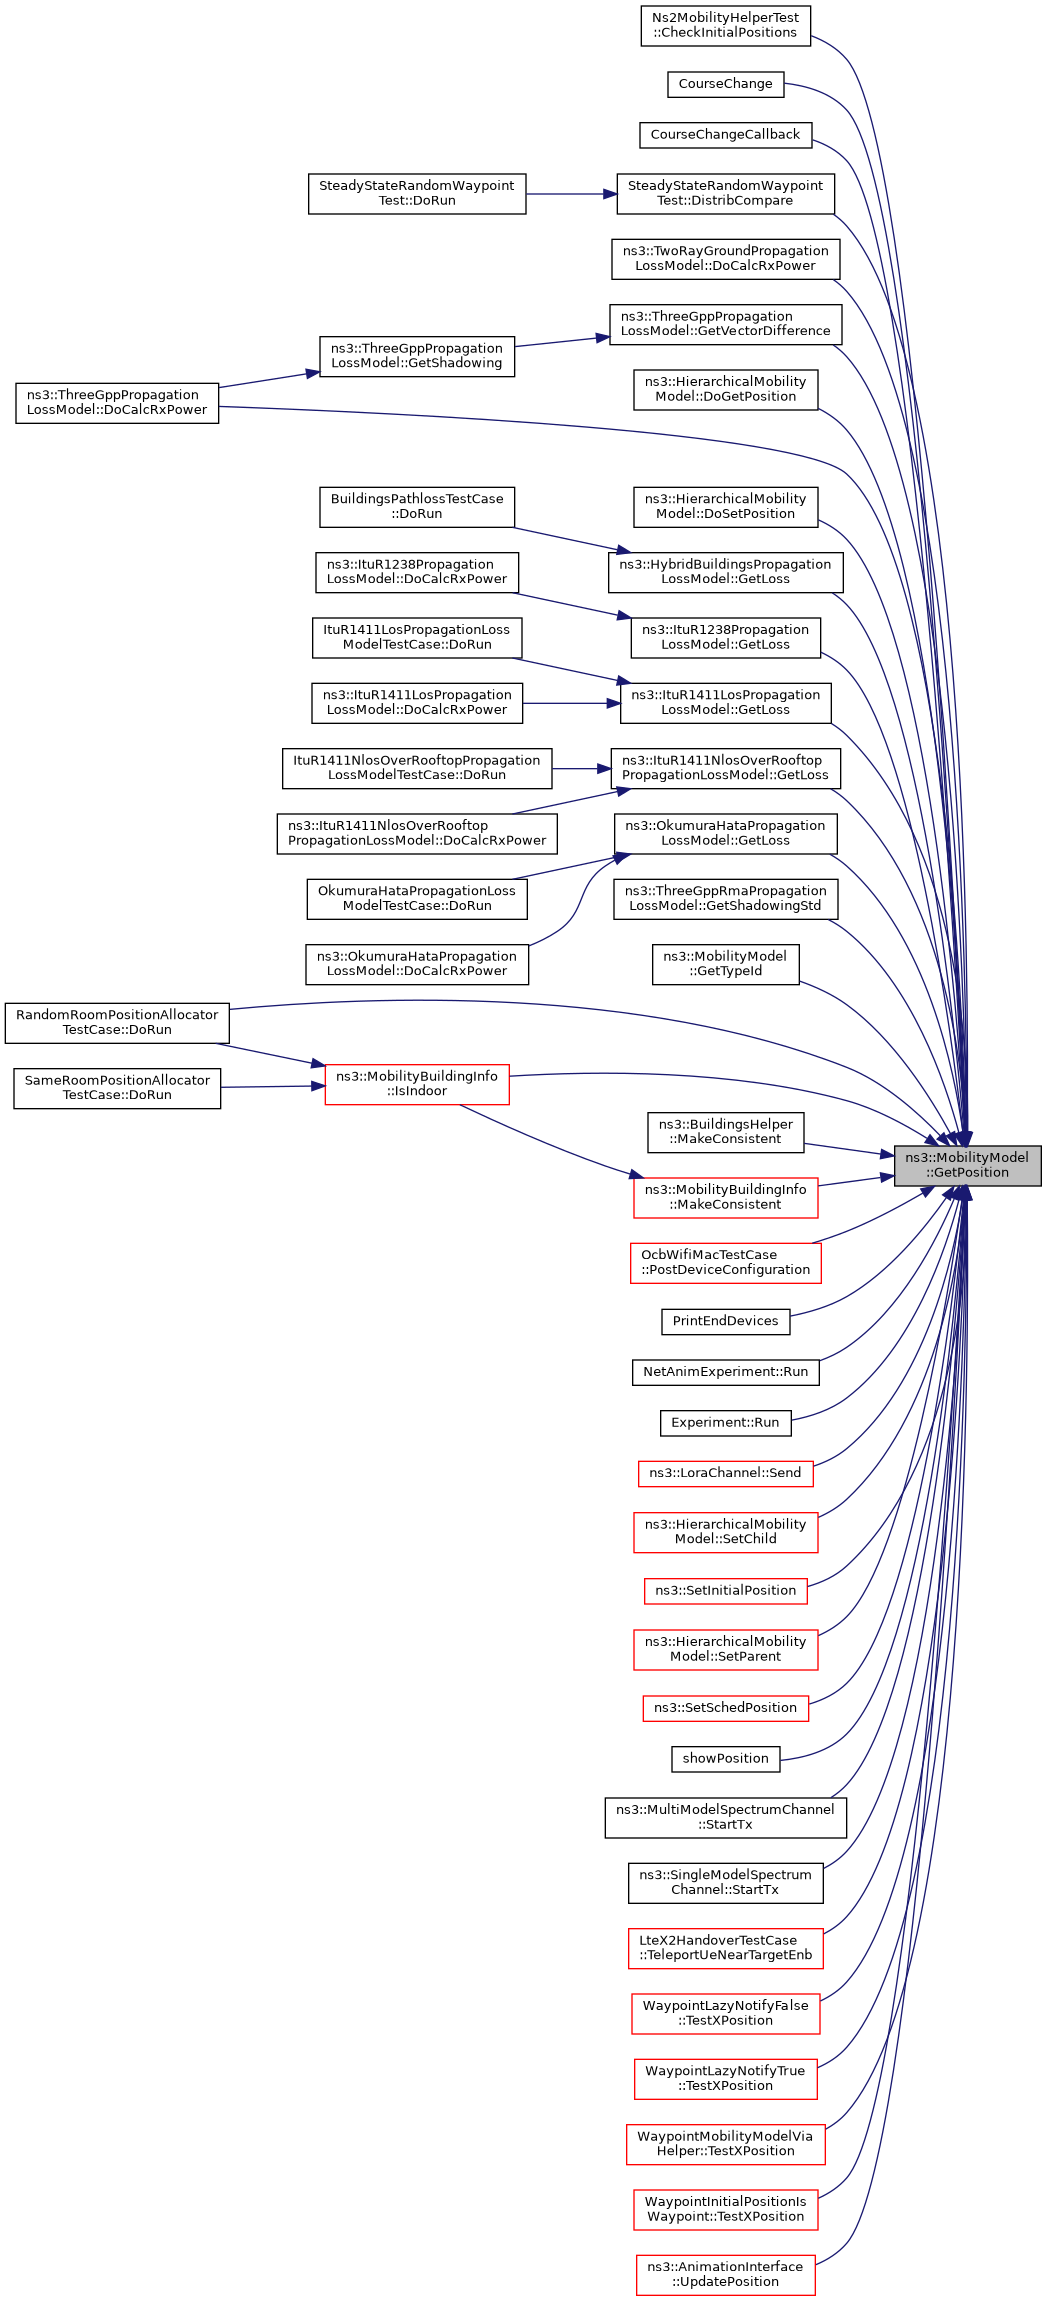 Ns2MobilityHelperTest
::CheckInitialPositions
CourseChange
CourseChangeCallback
SteadyStateRandomWaypoint
Test::DoRun
SteadyStateRandomWaypoint
Test::DistribCompare
ns3::TwoRayGroundPropagation
LossModel::DoCalcRxPower
ns3::ThreeGppPropagation
LossModel::GetVectorDifference
ns3::ThreeGppPropagation
LossModel::GetShadowing
ns3::ThreeGppPropagation
LossModel::DoCalcRxPower
ns3::HierarchicalMobility
Model::DoGetPosition
BuildingsPathlossTestCase
::DoRun
ns3::HierarchicalMobility
Model::DoSetPosition
ns3::ItuR1238Propagation
LossModel::DoCalcRxPower
ns3::HybridBuildingsPropagation
LossModel::GetLoss
ItuR1411LosPropagationLoss
ModelTestCase::DoRun
ns3::ItuR1238Propagation
LossModel::GetLoss
ns3::ItuR1411LosPropagation
LossModel::DoCalcRxPower
ns3::ItuR1411LosPropagation
LossModel::GetLoss
ItuR1411NlosOverRooftopPropagation
LossModelTestCase::DoRun
ns3::ItuR1411NlosOverRooftop
PropagationLossModel::GetLoss
ns3::ItuR1411NlosOverRooftop
PropagationLossModel::DoCalcRxPower
ns3::OkumuraHataPropagation
LossModel::GetLoss
OkumuraHataPropagationLoss
ModelTestCase::DoRun
ns3::ThreeGppRmaPropagation
LossModel::GetShadowingStd
ns3::OkumuraHataPropagation
LossModel::DoCalcRxPower
ns3::MobilityModel
::GetTypeId
RandomRoomPositionAllocator
TestCase::DoRun
SameRoomPositionAllocator
TestCase::DoRun
ns3::MobilityBuildingInfo
::IsIndoor
ns3::BuildingsHelper
::MakeConsistent
ns3::MobilityModel
::GetPosition
ns3::MobilityBuildingInfo
::MakeConsistent
OcbWifiMacTestCase
::PostDeviceConfiguration
PrintEndDevices
NetAnimExperiment::Run
Experiment::Run
ns3::LoraChannel::Send
ns3::HierarchicalMobility
Model::SetChild
ns3::SetInitialPosition
ns3::HierarchicalMobility
Model::SetParent
ns3::SetSchedPosition
showPosition
ns3::MultiModelSpectrumChannel
::StartTx
ns3::SingleModelSpectrum
Channel::StartTx
LteX2HandoverTestCase
::TeleportUeNearTargetEnb
WaypointLazyNotifyFalse
::TestXPosition
WaypointLazyNotifyTrue
::TestXPosition
WaypointMobilityModelVia
Helper::TestXPosition
WaypointInitialPositionIs
Waypoint::TestXPosition
ns3::AnimationInterface
::UpdatePosition